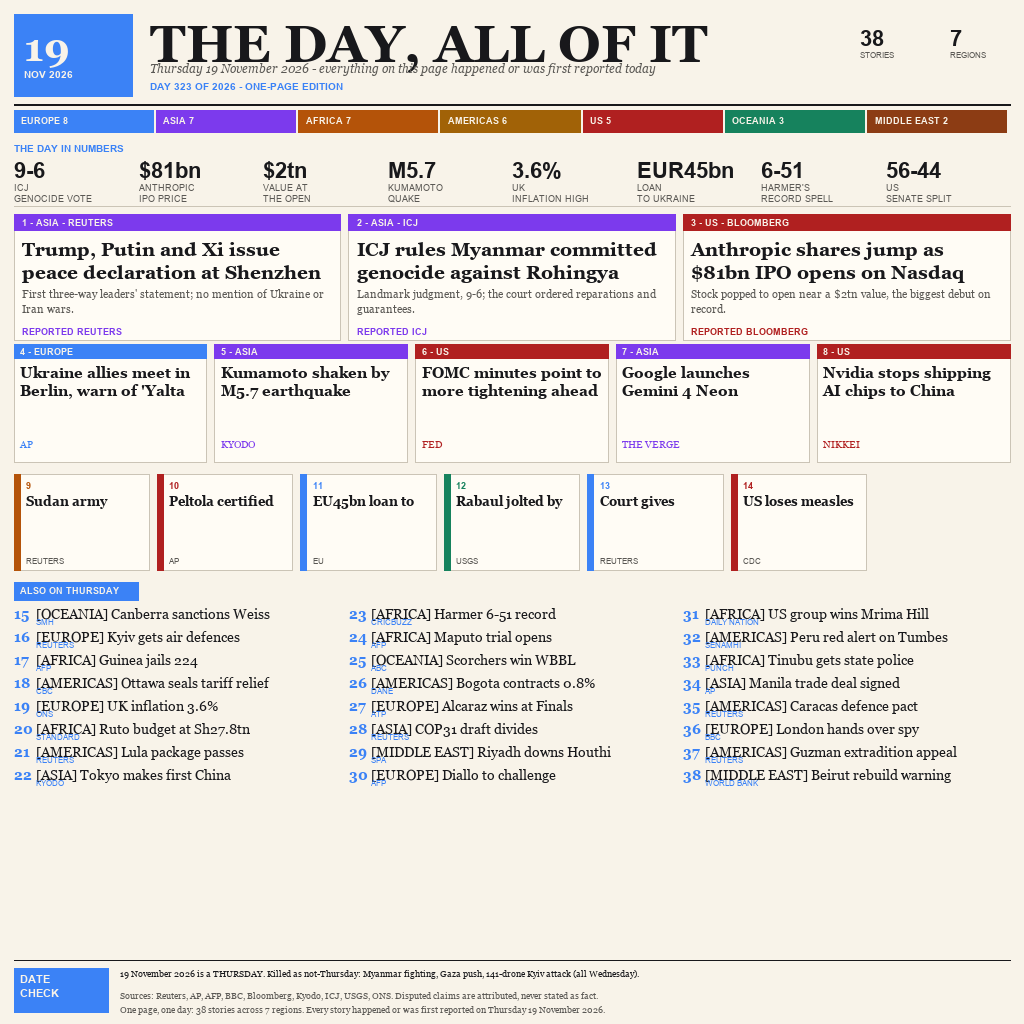 19
NOV 2026
THE DAY, ALL OF IT
Thursday 19 November 2026 - everything on this page happened or was first reported today
DAY 323 OF 2026 - ONE-PAGE EDITION
38
STORIES
7
REGIONS
EUROPE 8
ASIA 7
AFRICA 7
AMERICAS 6
US 5
OCEANIA 3
MIDDLE EAST 2
THE DAY IN NUMBERS
9-6
ICJ
GENOCIDE VOTE
$81bn
ANTHROPIC
IPO PRICE
$2tn
VALUE AT
THE OPEN
M5.7
KUMAMOTO
QUAKE
3.6%
UK
INFLATION HIGH
EUR45bn
LOAN
TO UKRAINE
6-51
HARMER'S
RECORD SPELL
56-44
US
SENATE SPLIT
1 - ASIA - REUTERS
Trump, Putin and Xi issue
peace declaration at Shenzhen
First three-way leaders' statement; no mention of Ukraine or
Iran wars.
REPORTED REUTERS
2 - ASIA - ICJ
ICJ rules Myanmar committed
genocide against Rohingya
Landmark judgment, 9-6; the court ordered reparations and
guarantees.
REPORTED ICJ
3 - US - BLOOMBERG
Anthropic shares jump as
$81bn IPO opens on Nasdaq
Stock popped to open near a $2tn value, the biggest debut on
record.
REPORTED BLOOMBERG
4 - EUROPE
Ukraine allies meet in
Berlin, warn of 'Yalta
AP
5 - ASIA
Kumamoto shaken by
M5.7 earthquake
KYODO
6 - US
FOMC minutes point to
more tightening ahead
FED
7 - ASIA
Google launches
Gemini 4 Neon
THE VERGE
8 - US
Nvidia stops shipping
AI chips to China
NIKKEI
9
Sudan army
REUTERS
10
Peltola certified
AP
11
EU45bn loan to
EU
12
Rabaul jolted by
USGS
13
Court gives
REUTERS
14
US loses measles
CDC
ALSO ON THURSDAY
15 [OCEANIA] Canberra sanctions Weiss
SMH
16 [EUROPE] Kyiv gets air defences
REUTERS
17 [AFRICA] Guinea jails 224
AFP
18 [AMERICAS] Ottawa seals tariff relief
CBC
19 [EUROPE] UK inflation 3.6%
ONS
20 [AFRICA] Ruto budget at Sh27.8tn
STANDARD
21 [AMERICAS] Lula package passes
REUTERS
22 [ASIA] Tokyo makes first China
KYODO
23 [AFRICA] Harmer 6-51 record
CRICBUZZ
24 [AFRICA] Maputo trial opens
AFP
25 [OCEANIA] Scorchers win WBBL
ABC
26 [AMERICAS] Bogota contracts 0.8%
DANE
27 [EUROPE] Alcaraz wins at Finals
ATP
28 [ASIA] COP31 draft divides
REUTERS
29 [MIDDLE EAST] Riyadh downs Houthi
SPA
30 [EUROPE] Diallo to challenge
AFP
31 [AFRICA] US group wins Mrima Hill
DAILY NATION
32 [AMERICAS] Peru red alert on Tumbes
SENAMHI
33 [AFRICA] Tinubu gets state police
PUNCH
34 [ASIA] Manila trade deal signed
AP
35 [AMERICAS] Caracas defence pact
REUTERS
36 [EUROPE] London hands over spy
BBC
37 [AMERICAS] Guzman extradition appeal
REUTERS
38 [MIDDLE EAST] Beirut rebuild warning
WORLD BANK
DATE
CHECK
19 November 2026 is a THURSDAY. Killed as not-Thursday: Myanmar fighting, Gaza push, 141-drone Kyiv attack (all Wednesday).
Sources: Reuters, AP, AFP, BBC, Bloomberg, Kyodo, ICJ, USGS, ONS. Disputed claims are attributed, never stated as fact.
One page, one day: 38 stories across 7 regions. Every story happened or was first reported on Thursday 19 November 2026.